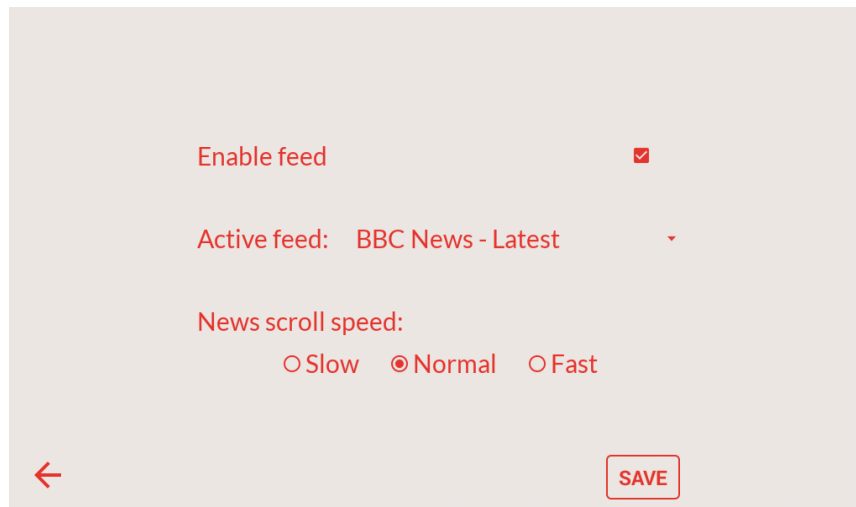 Enable feed
Active feed: BBC News - Latest
News scroll speed:
Slow Normal Fast
SAVE